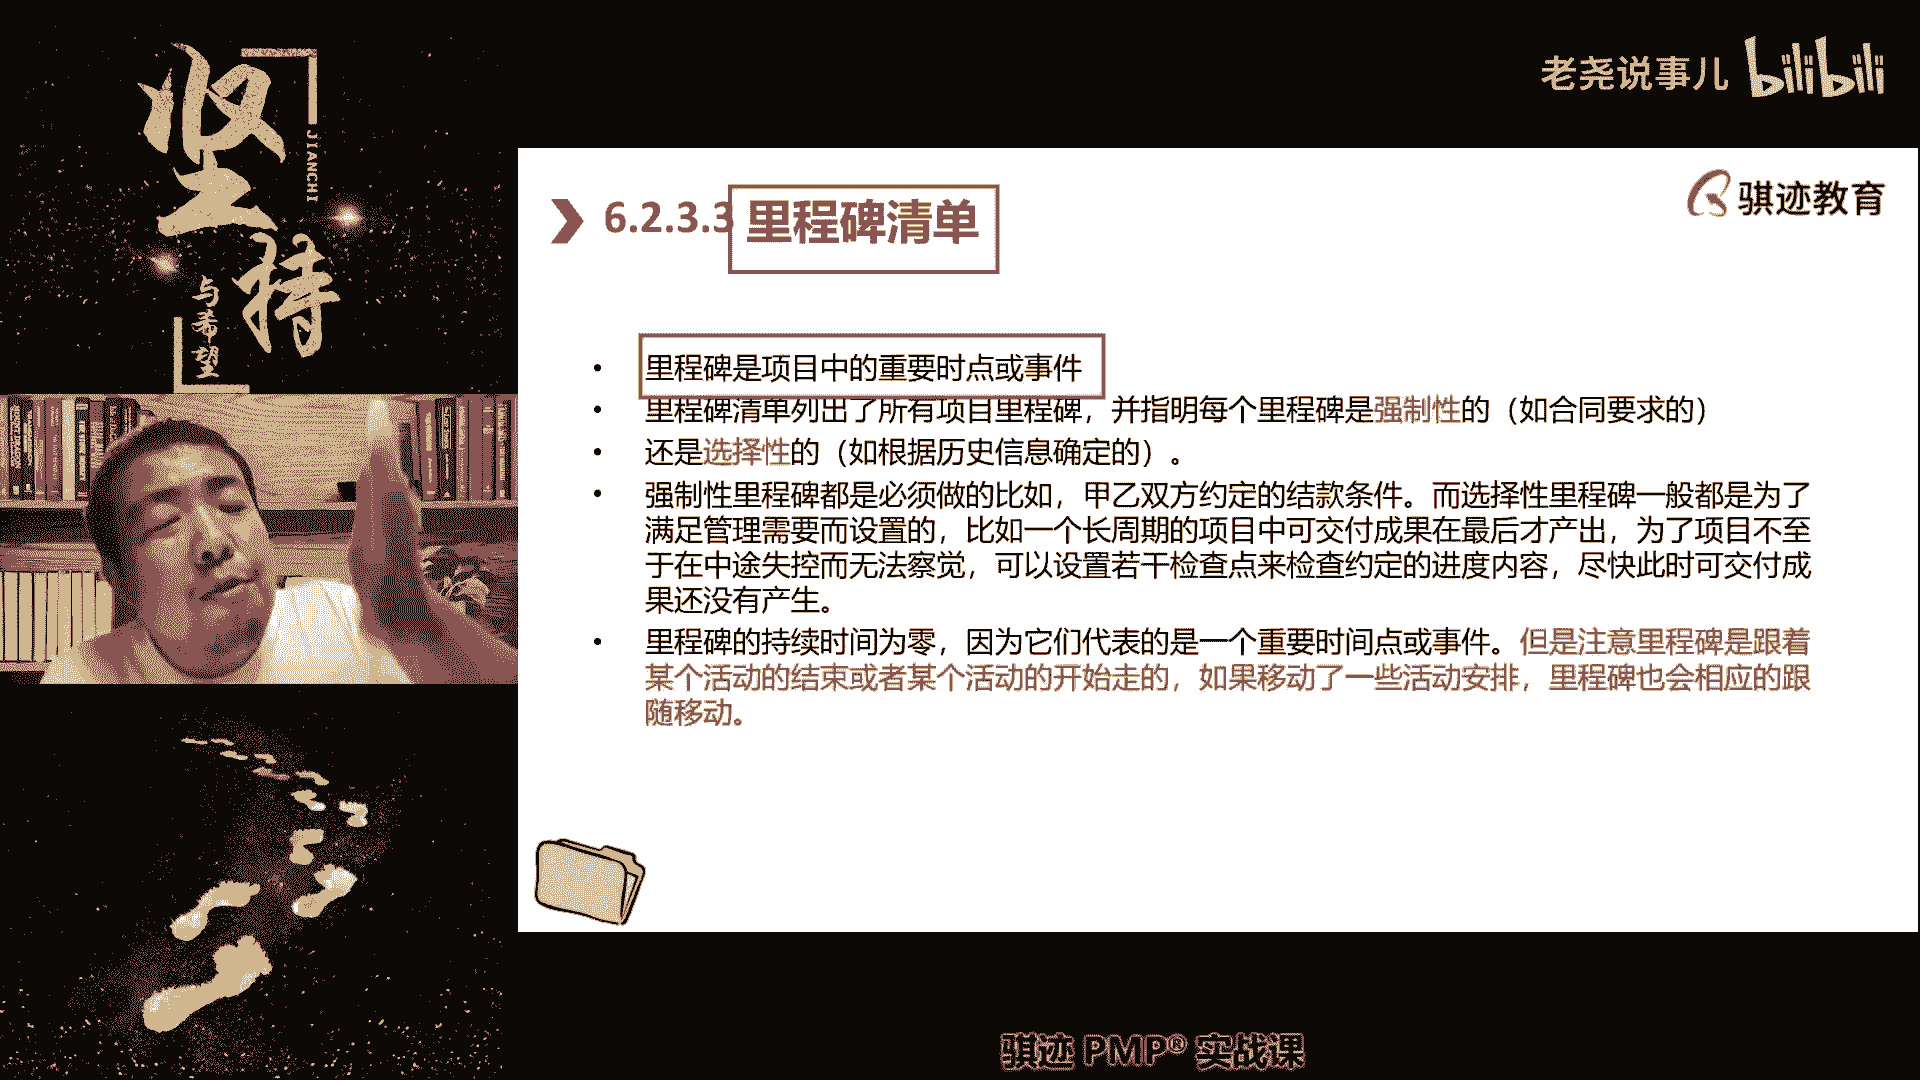 坚持
JIANCHI
与希望
老尧说事儿 bilibili
骐迹教育
6.2.3.3 里程碑清单
• 里程碑是项目中的重要时点或事件
• 里程碑清单列出了所有项目里程碑，并指明每个里程碑是强制性的（如合同要求的）
• 还是选择性的（如根据历史信息确定的）。
• 强制性里程碑都是必须做的比如，甲乙双方约定的结款条件。而选择性里程碑一般都是为了
满足管理需要而设置的，比如一个长周期的项目中可交付成果在最后才产出，为了项目不至
于在中途失控而无法察觉，可以设置若干检查点来检查约定的进度内容，尽快此时可交付成
果还没有产生。
• 里程碑的持续时间为零，因为它们代表的是一个重要时间点或事件。但是注意里程碑是跟着
某个活动的结束或者某个活动的开始走的，如果移动了一些活动安排，里程碑也会相应的跟
随移动。
骐迹 PMP® 实战课